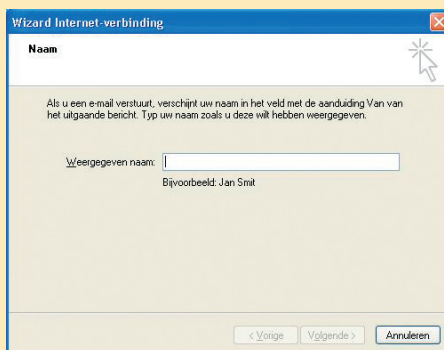 Wizard Internet-verbinding
Naam
Als u een e-mail verstuurt, verschijnt uw naam in het veld met de aanduiding Van van
het uitgaande bericht. Typ uw naam zoals u deze wilt hebben weergegeven.
Weergegeven naam:
Bijvoorbeeld: Jan Smit
< Vorige Volgende > Annuleren